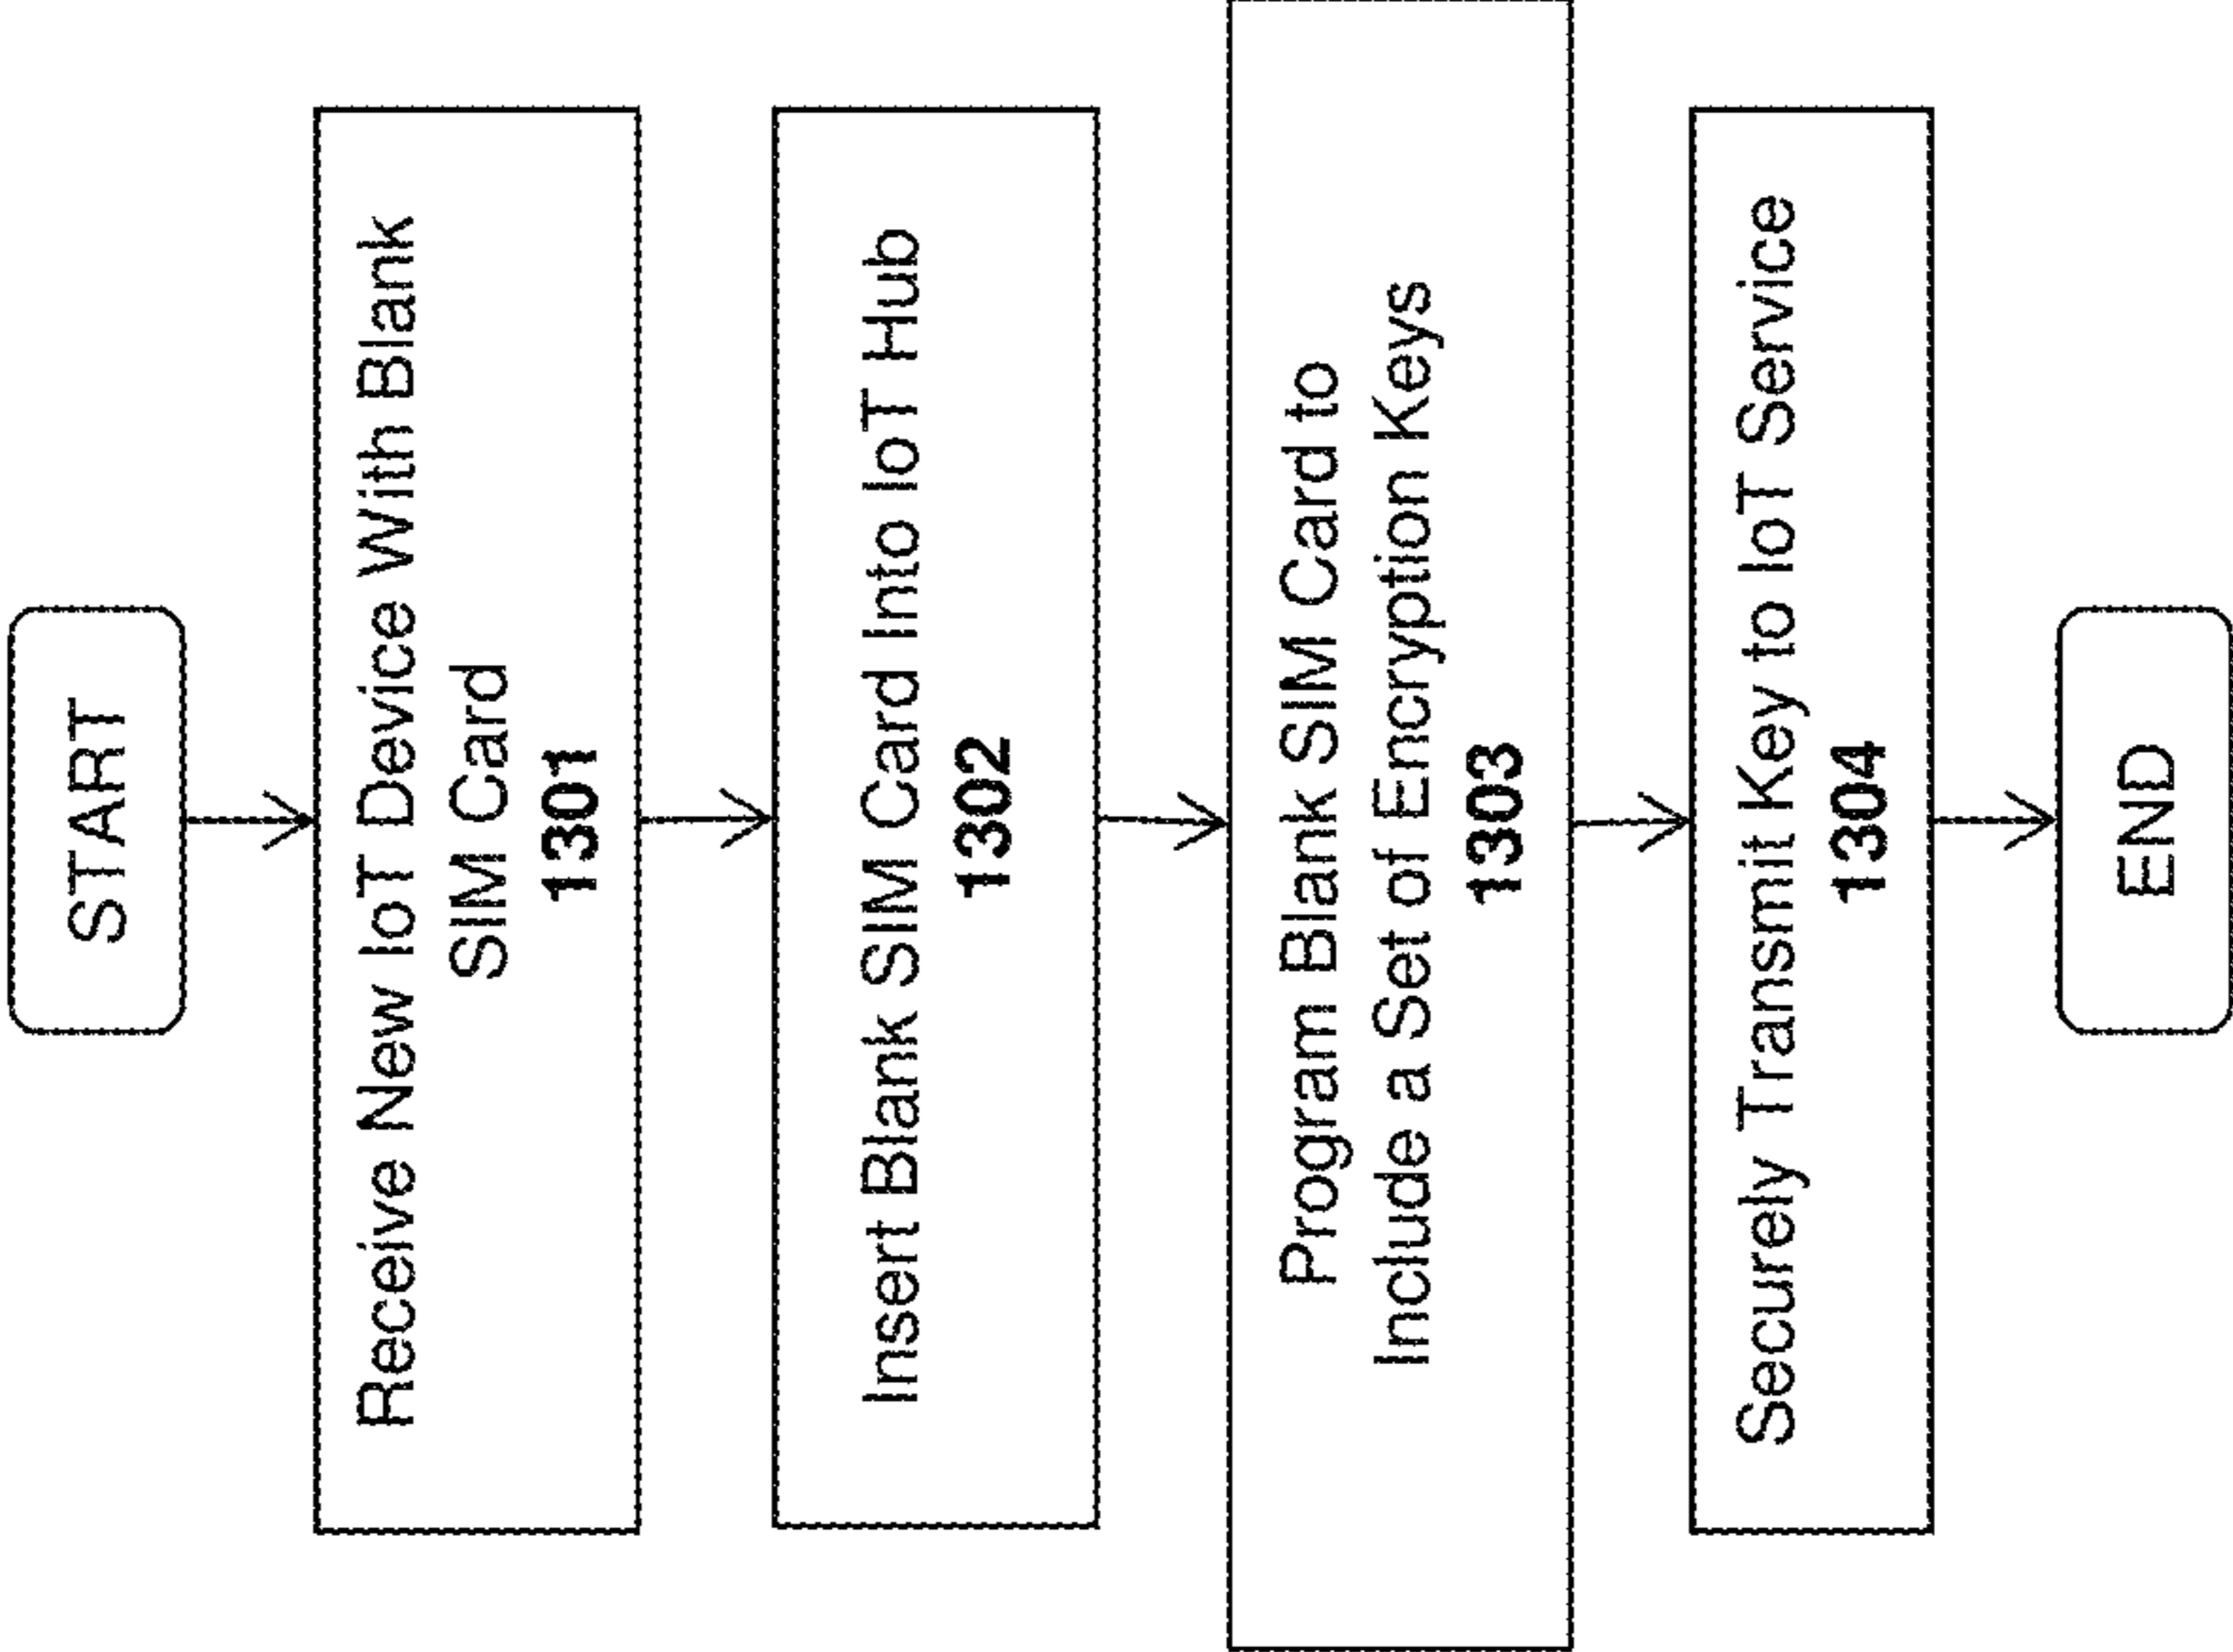 START
Receive New IoT Device With Blank
SIM Card
1301
Insert Blank SIM Card Into IoT Hub
1302
Program Blank SIM Card to
Include a Set of Encryption Keys
1303
Securely Transmit Key to IoT Service
1304
END